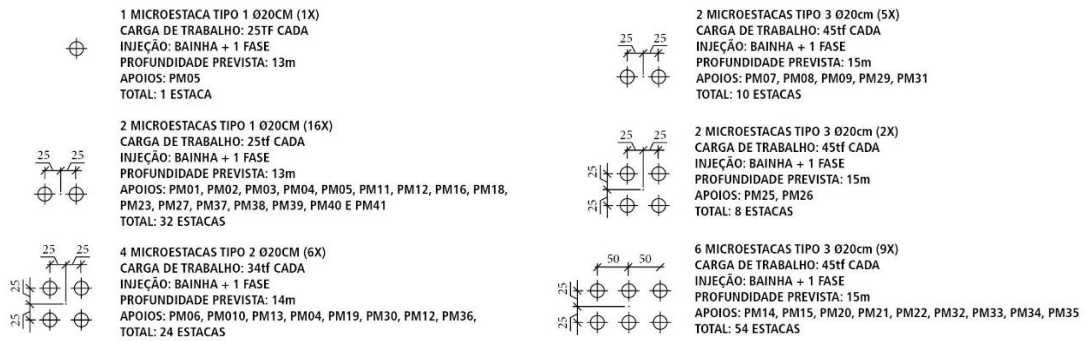 1 MICROESTACA TIPO 1 Ø20CM (1X)
CARGA DE TRABALHO: 25TF CADA
INJEÇÃO: BAINHA + 1 FASE
PROFUNDIDADE PREVISTA: 13m
APOIOS: PM05
TOTAL: 1 ESTACA
25 25
2 MICROESTACAS TIPO 1 Ø20CM (16X)
CARGA DE TRABALHO: 25tf CADA
INJEÇÃO: BAINHA + 1 FASE
PROFUNDIDADE PREVISTA: 13m
APOIOS: PM01, PM02, PM03, PM04, PM05, PM11, PM12, PM16, PM18,
PM23, PM27, PM37, PM38, PM39, PM40 E PM41
TOTAL: 32 ESTACAS
25 25
25
25
4 MICROESTACAS TIPO 2 Ø20CM (6X)
CARGA DE TRABALHO: 34tf CADA
INJEÇÃO: BAINHA + 1 FASE
PROFUNDIDADE PREVISTA: 14m
APOIOS: PM06, PM010, PM13, PM04, PM19, PM30, PM12, PM36,
TOTAL: 24 ESTACAS
25 25
2 MICROESTACAS TIPO 3 Ø20cm (5X)
CARGA DE TRABALHO: 45tf CADA
INJEÇÃO: BAINHA + 1 FASE
PROFUNDIDADE PREVISTA: 15m
APOIOS: PM07, PM08, PM09, PM29, PM31
TOTAL: 10 ESTACAS
25 25
25
25
2 MICROESTACAS TIPO 3 Ø20cm (2X)
CARGA DE TRABALHO: 45tf CADA
INJEÇÃO: BAINHA + 1 FASE
PROFUNDIDADE PREVISTA: 15m
APOIOS: PM25, PM26
TOTAL: 8 ESTACAS
50 50
25
25
6 MICROESTACAS TIPO 3 Ø20cm (9X)
CARGA DE TRABALHO: 45tf CADA
INJEÇÃO: BAINHA + 1 FASE
PROFUNDIDADE PREVISTA: 15m
APOIOS: PM14, PM15, PM20, PM21, PM22, PM32, PM33, PM34, PM35
TOTAL: 54 ESTACAS